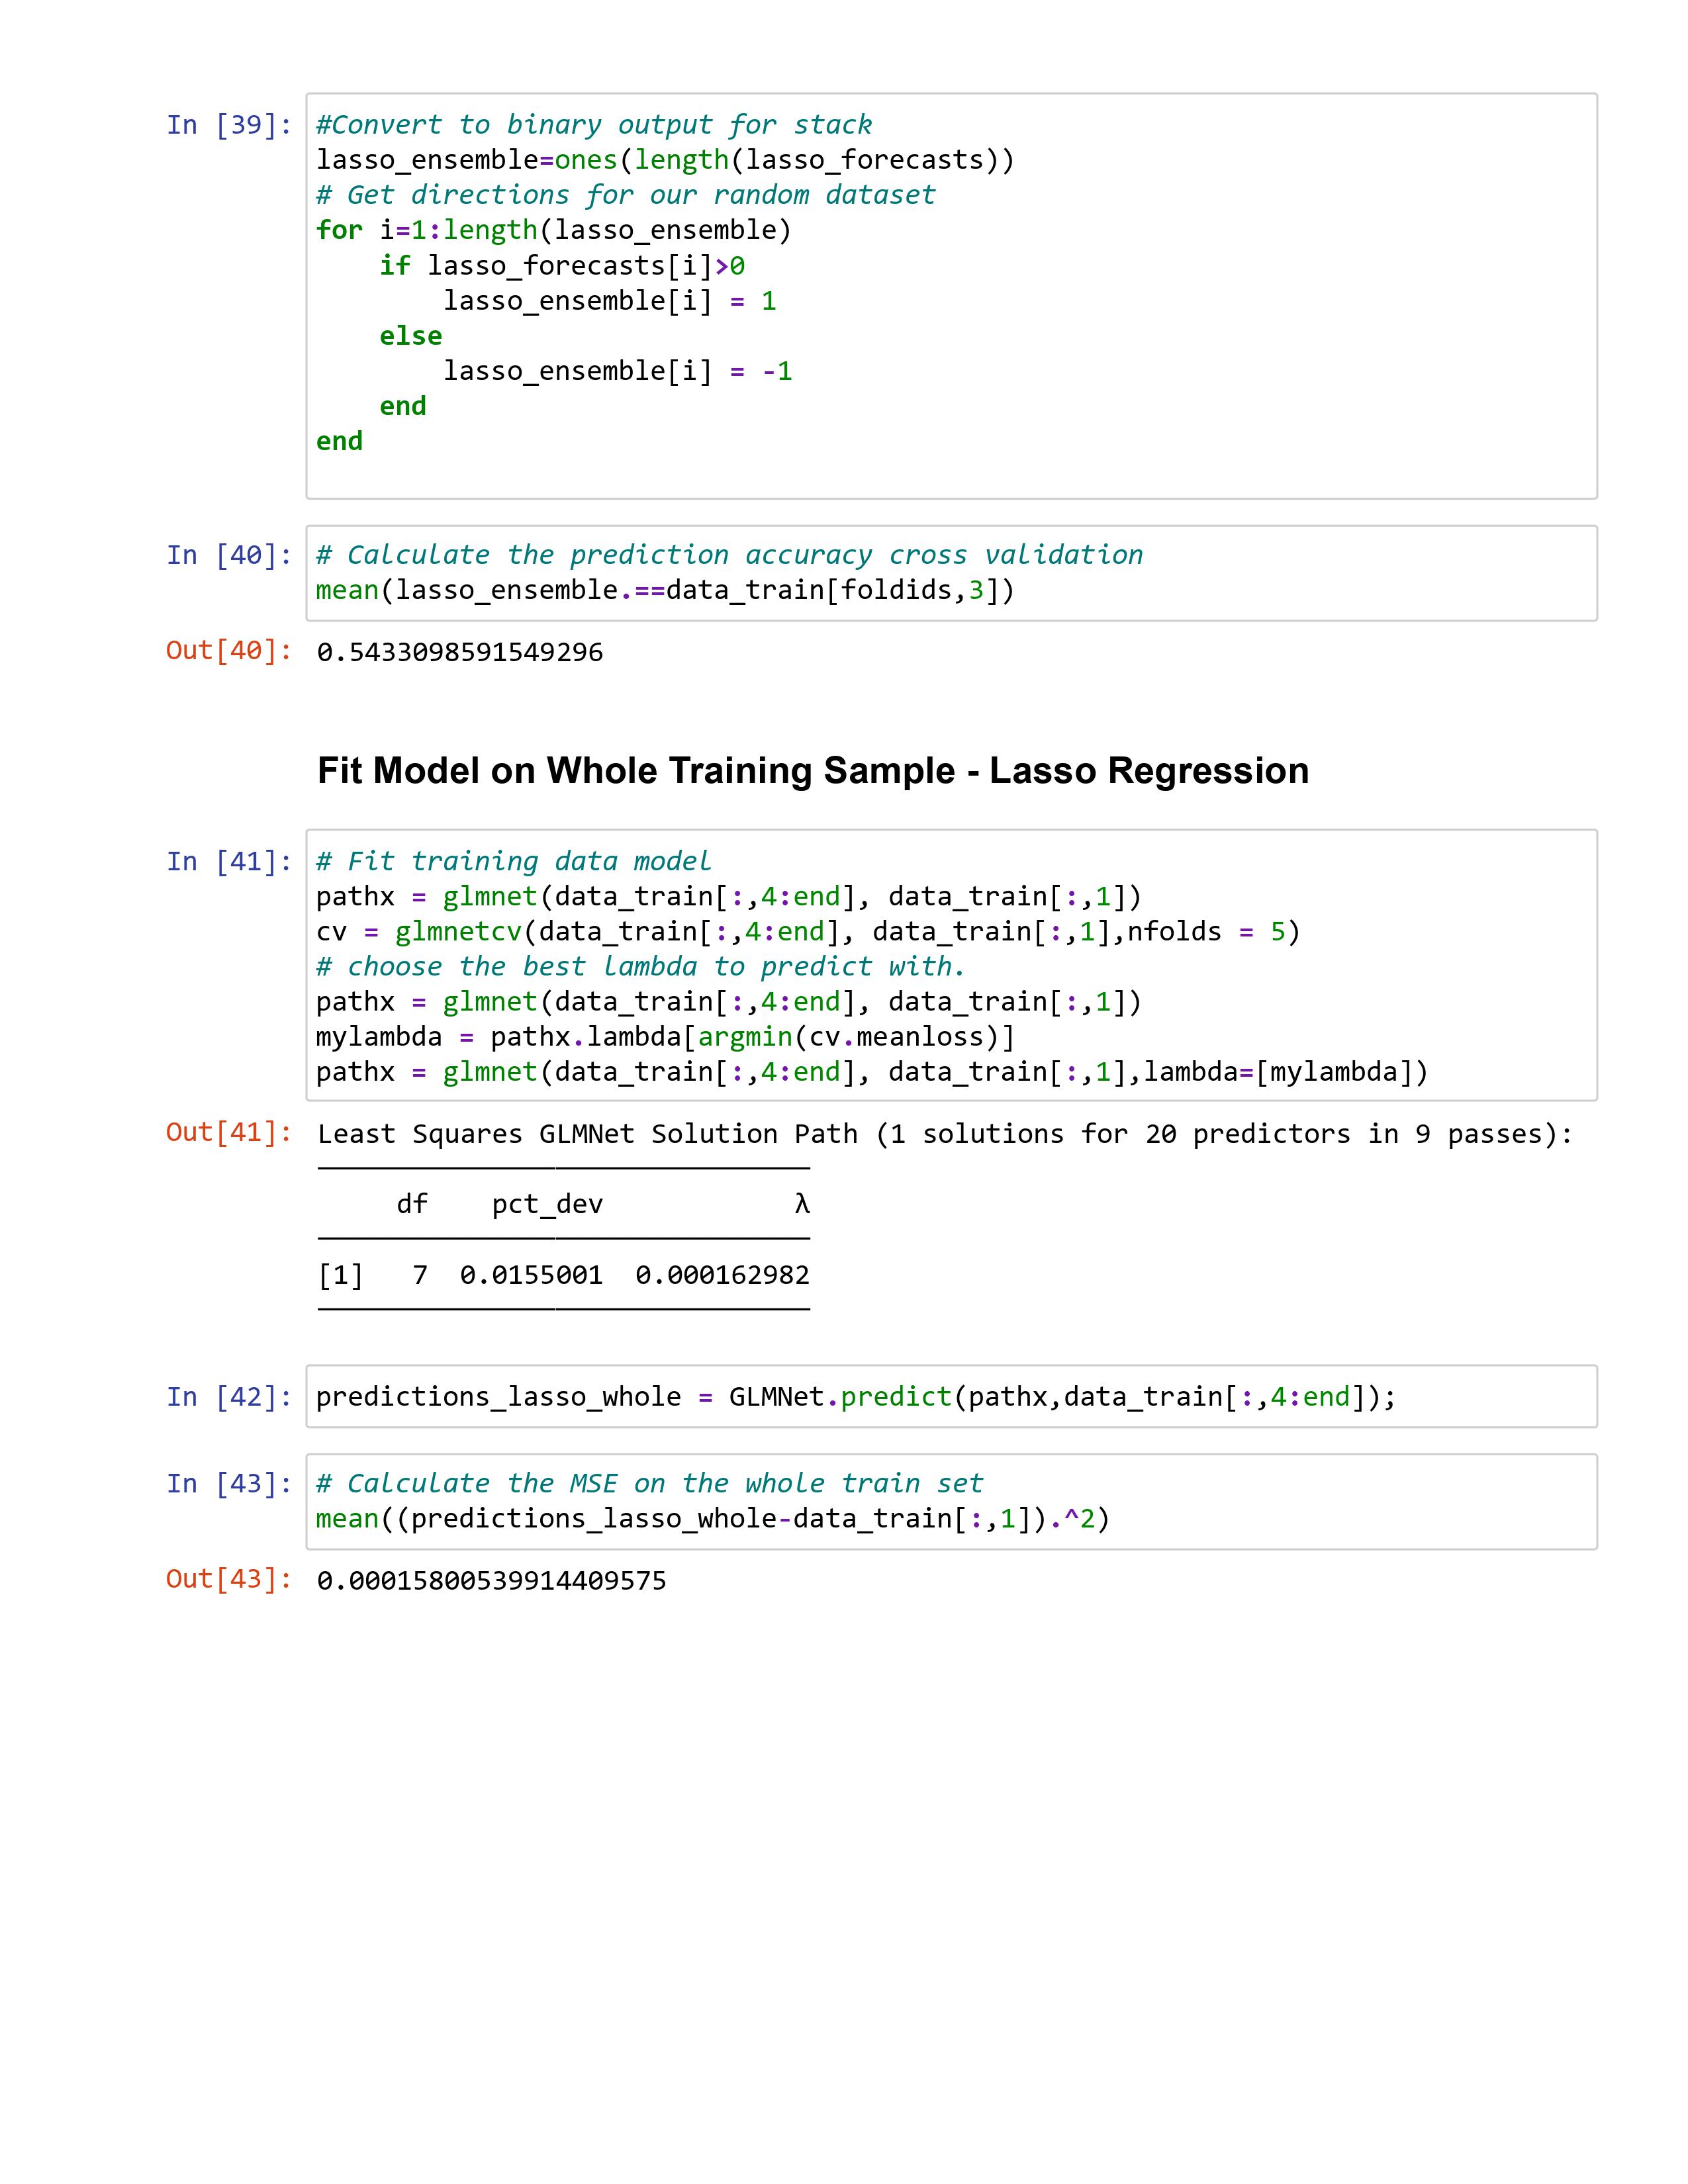 In [39]: #Convert to binary output for stack
lasso_ensemble=ones(length(lasso_forecasts))
# Get directions for our random dataset
for i=1:length(lasso_ensemble)
    if lasso_forecasts[i]>0
        lasso_ensemble[i] = 1
    else
        lasso_ensemble[i] = -1
    end
end
In [40]: # Calculate the prediction accuracy cross validation
mean(lasso_ensemble.==data_train[foldids,3])
Out[40]: 0.5433098591549296
Fit Model on Whole Training Sample - Lasso Regression
In [41]: # Fit training data model
pathx = glmnet(data_train[:,4:end], data_train[:,1])
cv = glmnetcv(data_train[:,4:end], data_train[:,1],nfolds = 5)
# choose the best lambda to predict with.
pathx = glmnet(data_train[:,4:end], data_train[:,1])
mylambda = pathx.lambda[argmin(cv.meanloss)]
pathx = glmnet(data_train[:,4:end], data_train[:,1],lambda=[mylambda])
Out[41]: Least Squares GLMNet Solution Path (1 solutions for 20 predictors in 9 passes):
df pct_dev λ
[1] 7 0.0155001 0.000162982
In [42]: predictions_lasso_whole = GLMNet.predict(pathx,data_train[:,4:end]);
In [43]: # Calculate the MSE on the whole train set
mean((predictions_lasso_whole-data_train[:,1]).^2)
Out[43]: 0.00015800539914409575